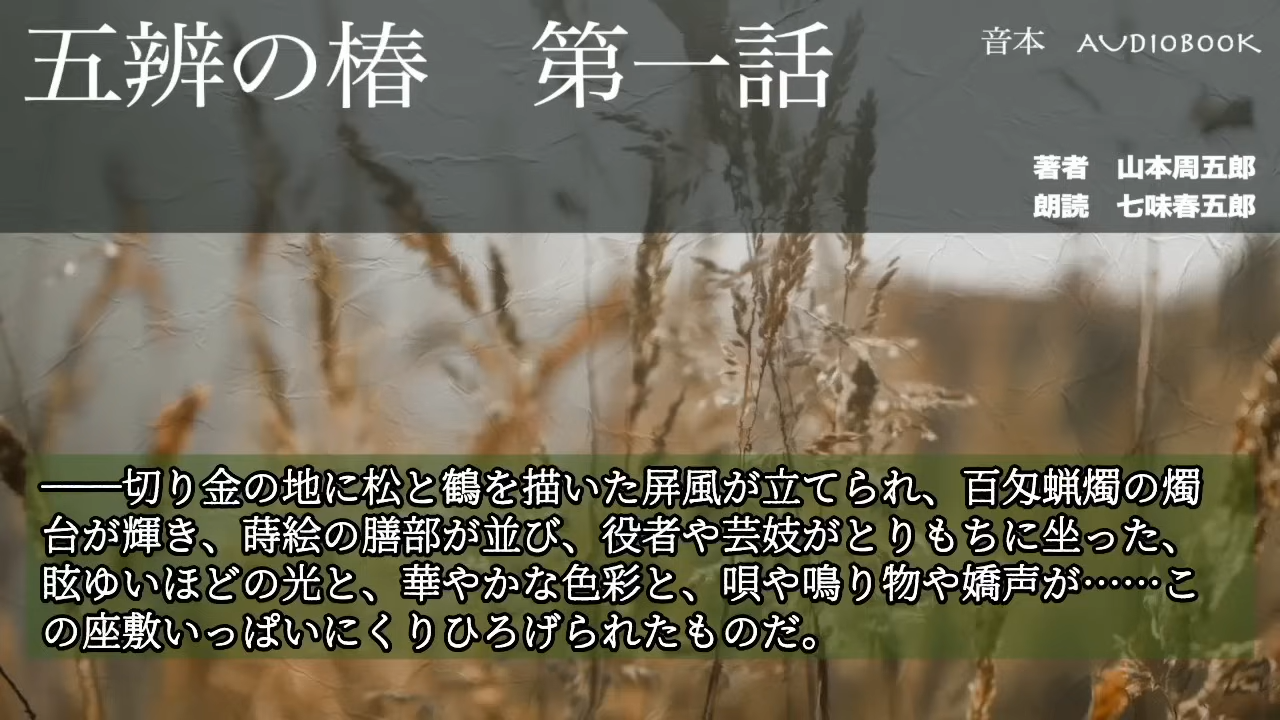 五辨の椿　第一話
音本　AUDIOBOOK
著者　山本周五郎
朗読　七味春五郎
――切り金の地に松と鶴を描いた屏風が立てられ、百匁蝋燭の燭
台が輝き、蒔絵の膳部が並び、役者や芸妓がとりもちに坐った、
眩ゆいほどの光と、華やかな色彩と、唄や鳴り物や嬌声が……こ
の座敷いっぱいにくりひろげられたものだ。